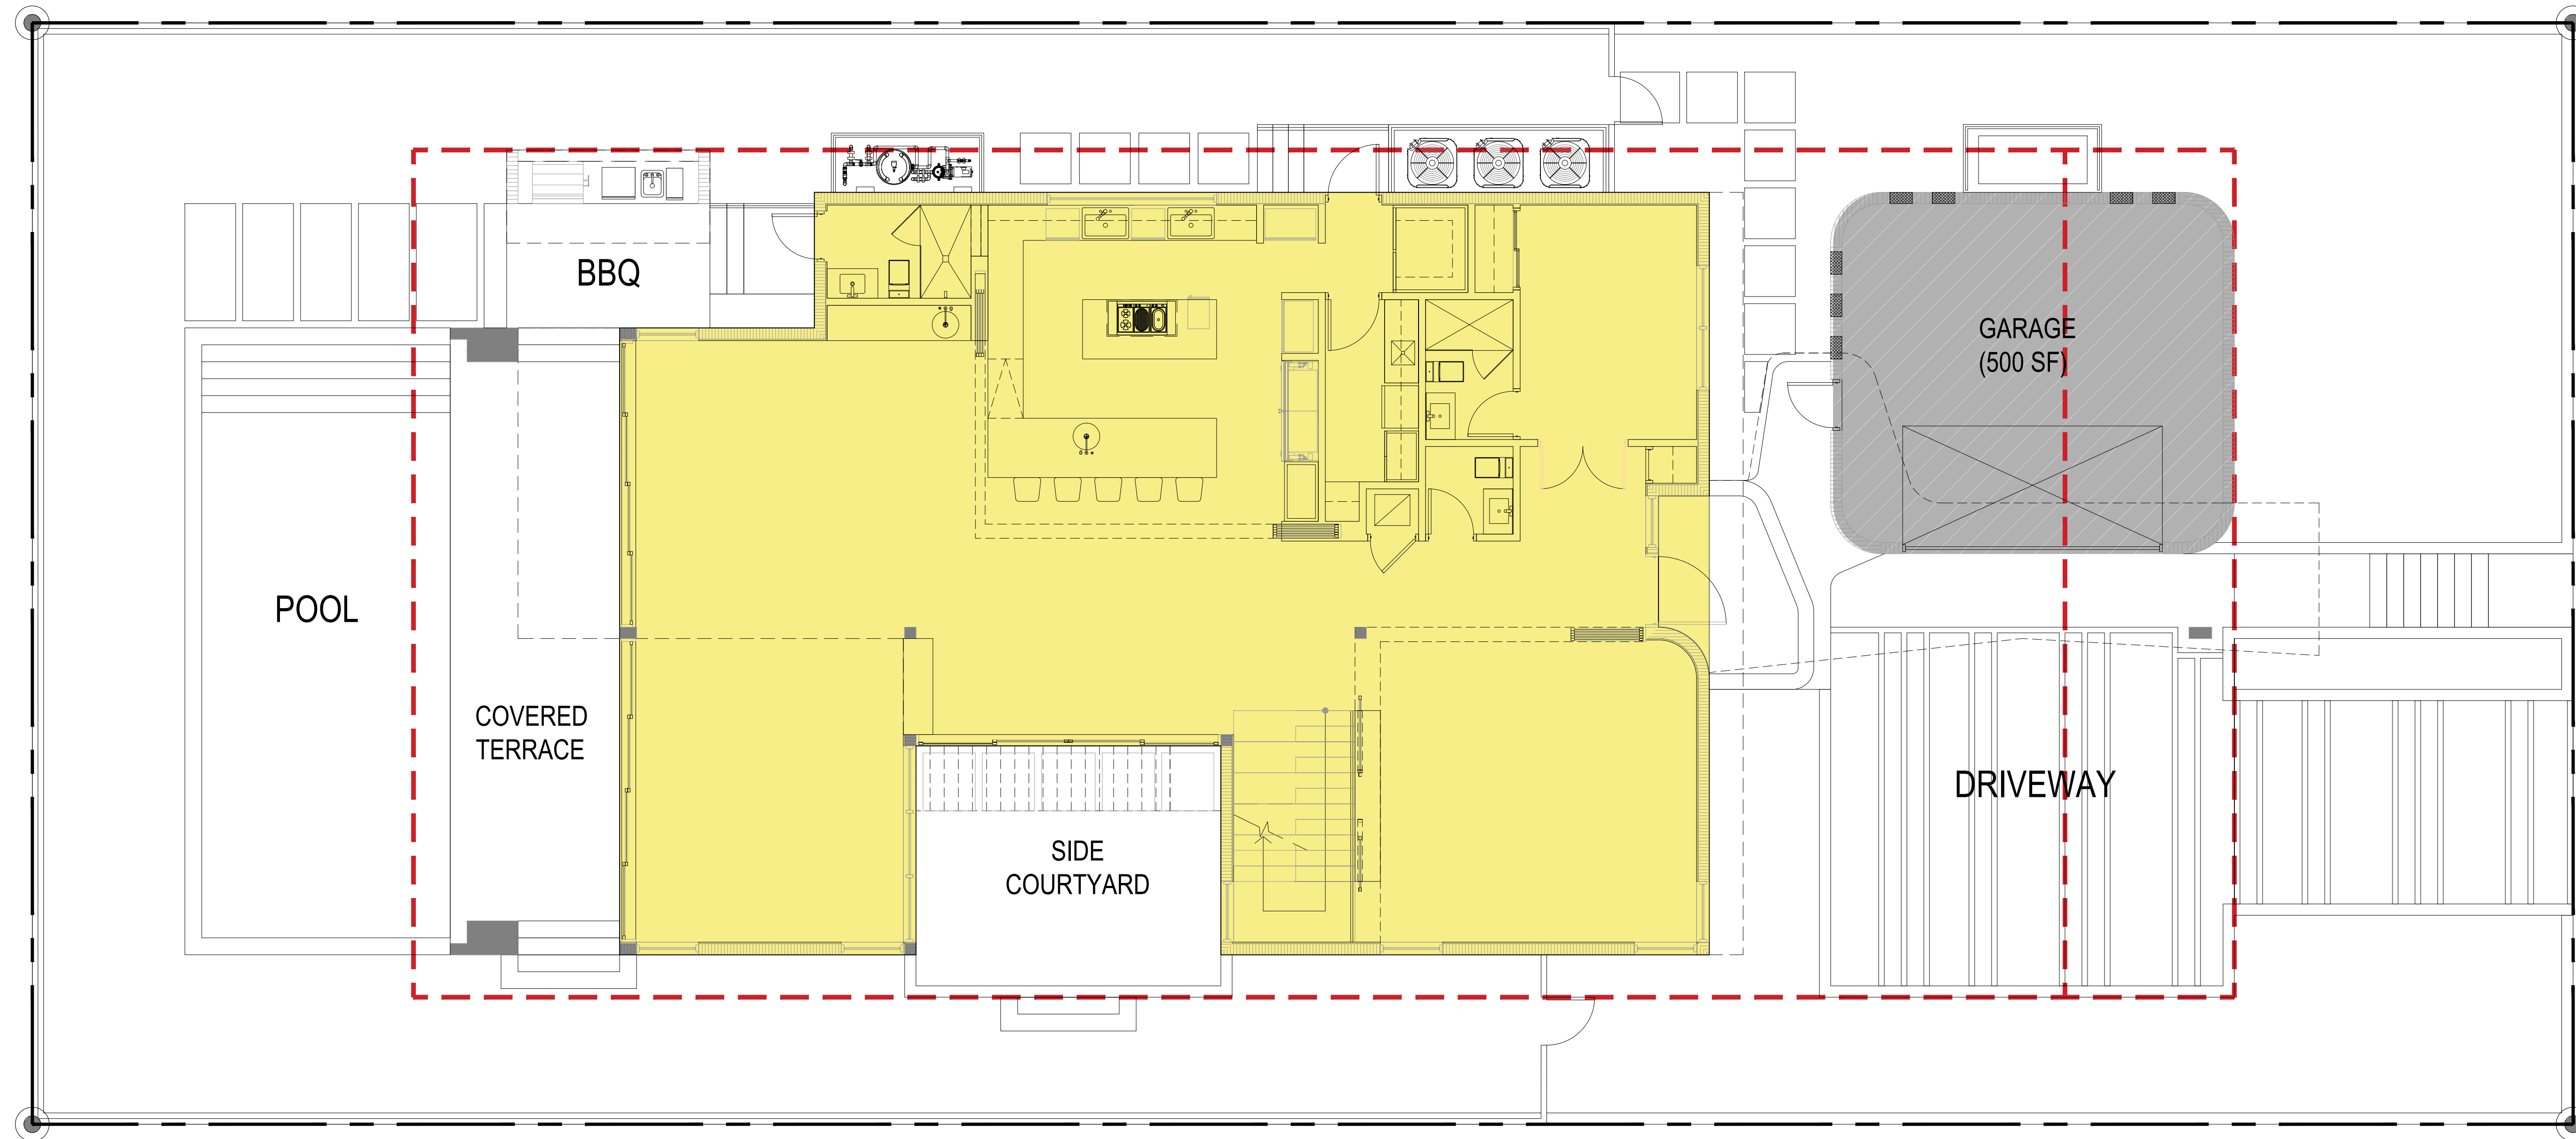 BBQ
GARAGE
(500 SF)
POOL
COVERED
TERRACE
DRIVEWAY
SIDE
COURTYARD